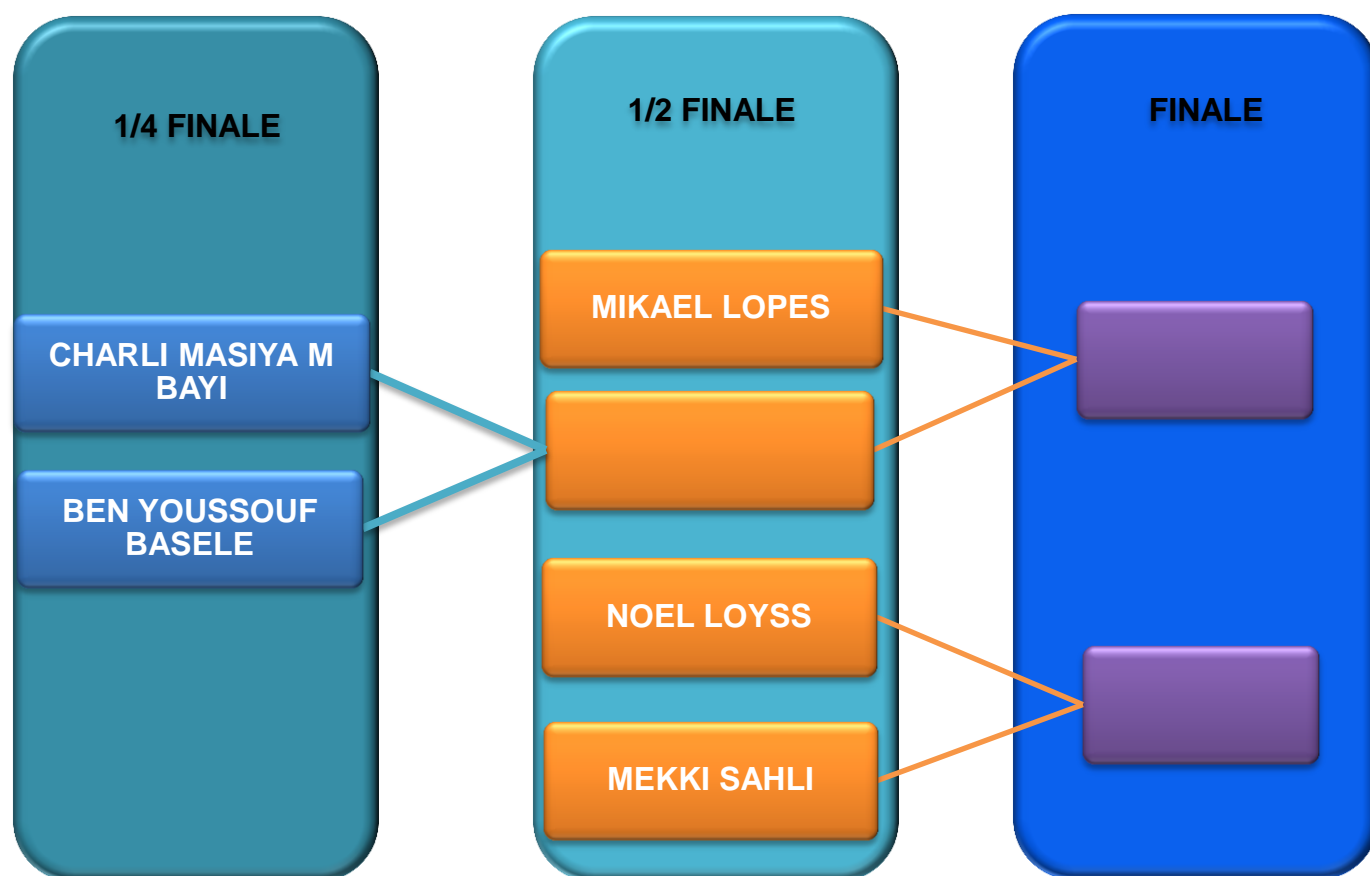 1/4 FINALE
CHARLI MASIYA M
BAYI
BEN YOUSSOUF
BASELE
1/2 FINALE
MIKAEL LOPES
NOEL LOYSS
MEKKI SAHLI
FINALE